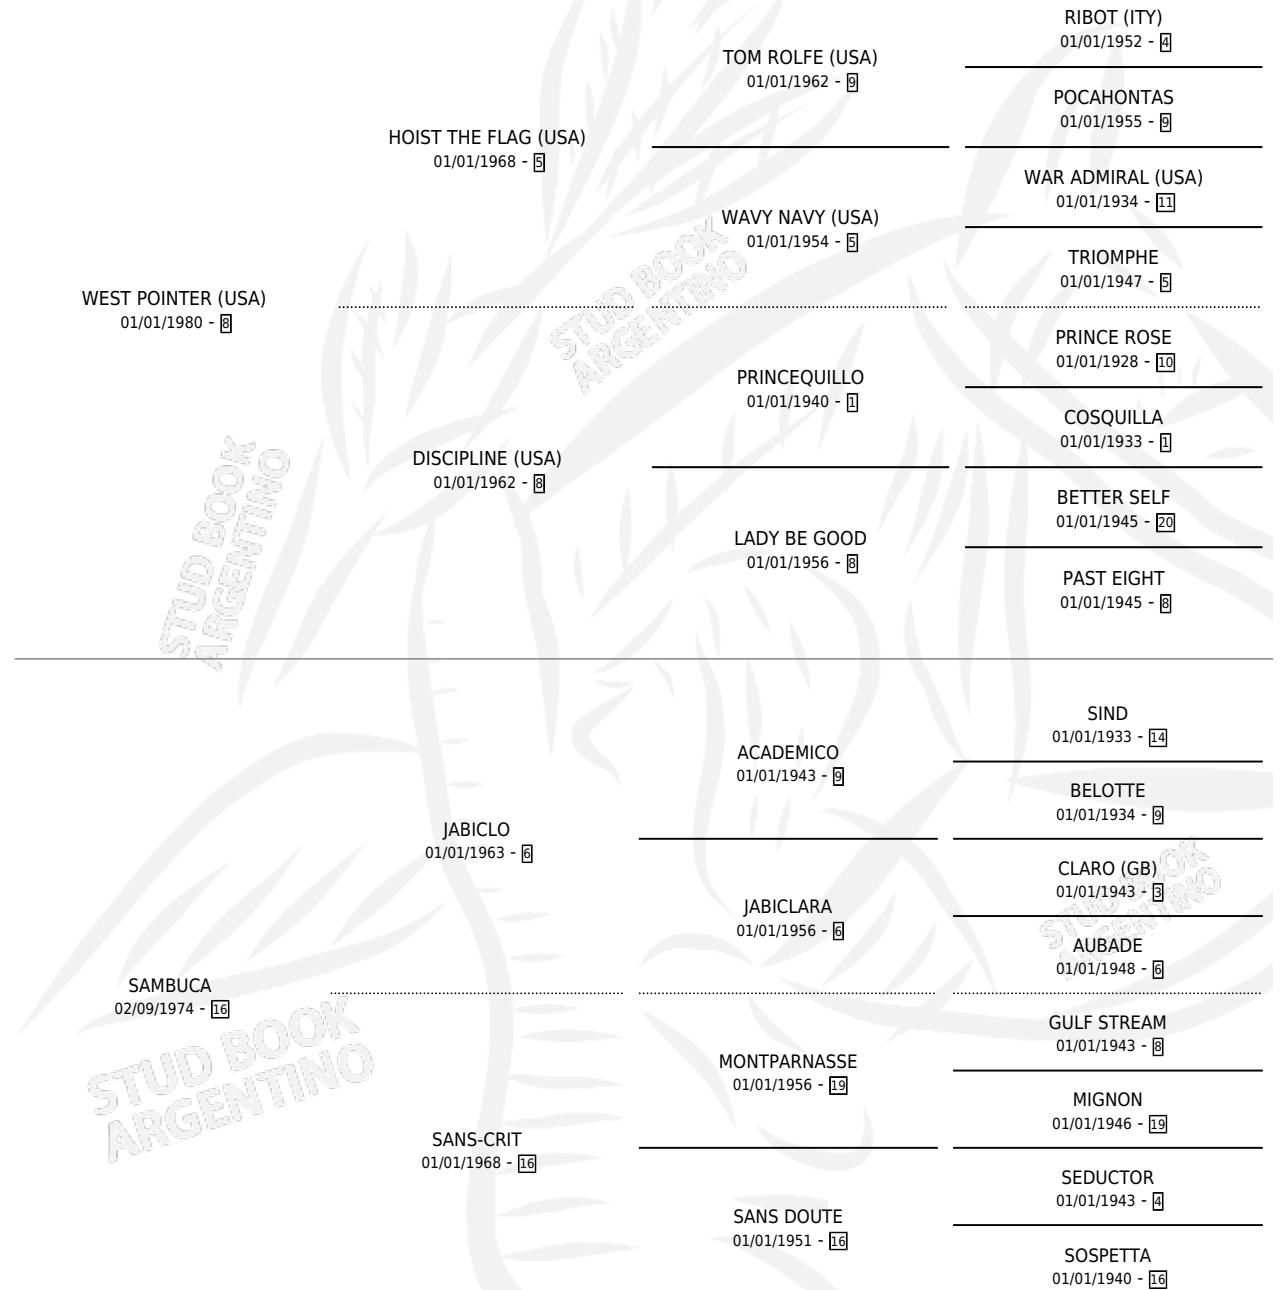 RIBOT (ITY)
01/01/1952 - 4
TOM ROLFE (USA)
01/01/1962 - 9
POCAHONTAS
01/01/1955 - 9
HOIST THE FLAG (USA)
01/01/1968 - 5
WAR ADMIRAL (USA)
01/01/1934 - 11
WAVY NAVY (USA)
01/01/1954 - 5
TRIOMPHE
01/01/1947 - 5
WEST POINTER (USA)
01/01/1980 - 8
PRINCE ROSE
01/01/1928 - 10
PRINCEQUILLO
01/01/1940 - 1
COSQUILLA
01/01/1933 - 1
DISCIPLINE (USA)
01/01/1962 - 8
BETTER SELF
01/01/1945 - 20
LADY BE GOOD
01/01/1956 - 8
PAST EIGHT
01/01/1945 - 8
STUD BOOK
ARGENTINO
STUD BOOK
ARGENTINO
SIND
01/01/1933 - 14
ACADEMICO
01/01/1943 - 9
BELOTTE
01/01/1934 - 9
JABICLO
01/01/1963 - 6
CLARO (GB)
01/01/1943 - 3
JABICLARA
01/01/1956 - 6
AUBADE
01/01/1948 - 6
SAMBUCA
02/09/1974 - 16
GULF STREAM
01/01/1943 - 8
MONTPARNASSE
01/01/1956 - 19
MIGNON
01/01/1946 - 19
SANS-CRIT
01/01/1968 - 16
SEDUCTOR
01/01/1943 - 4
SANS DOUTE
01/01/1951 - 16
SOSPETTA
01/01/1940 - 16
STUD BOOK
ARGENTINO
STUD BOOK
ARGENTINO